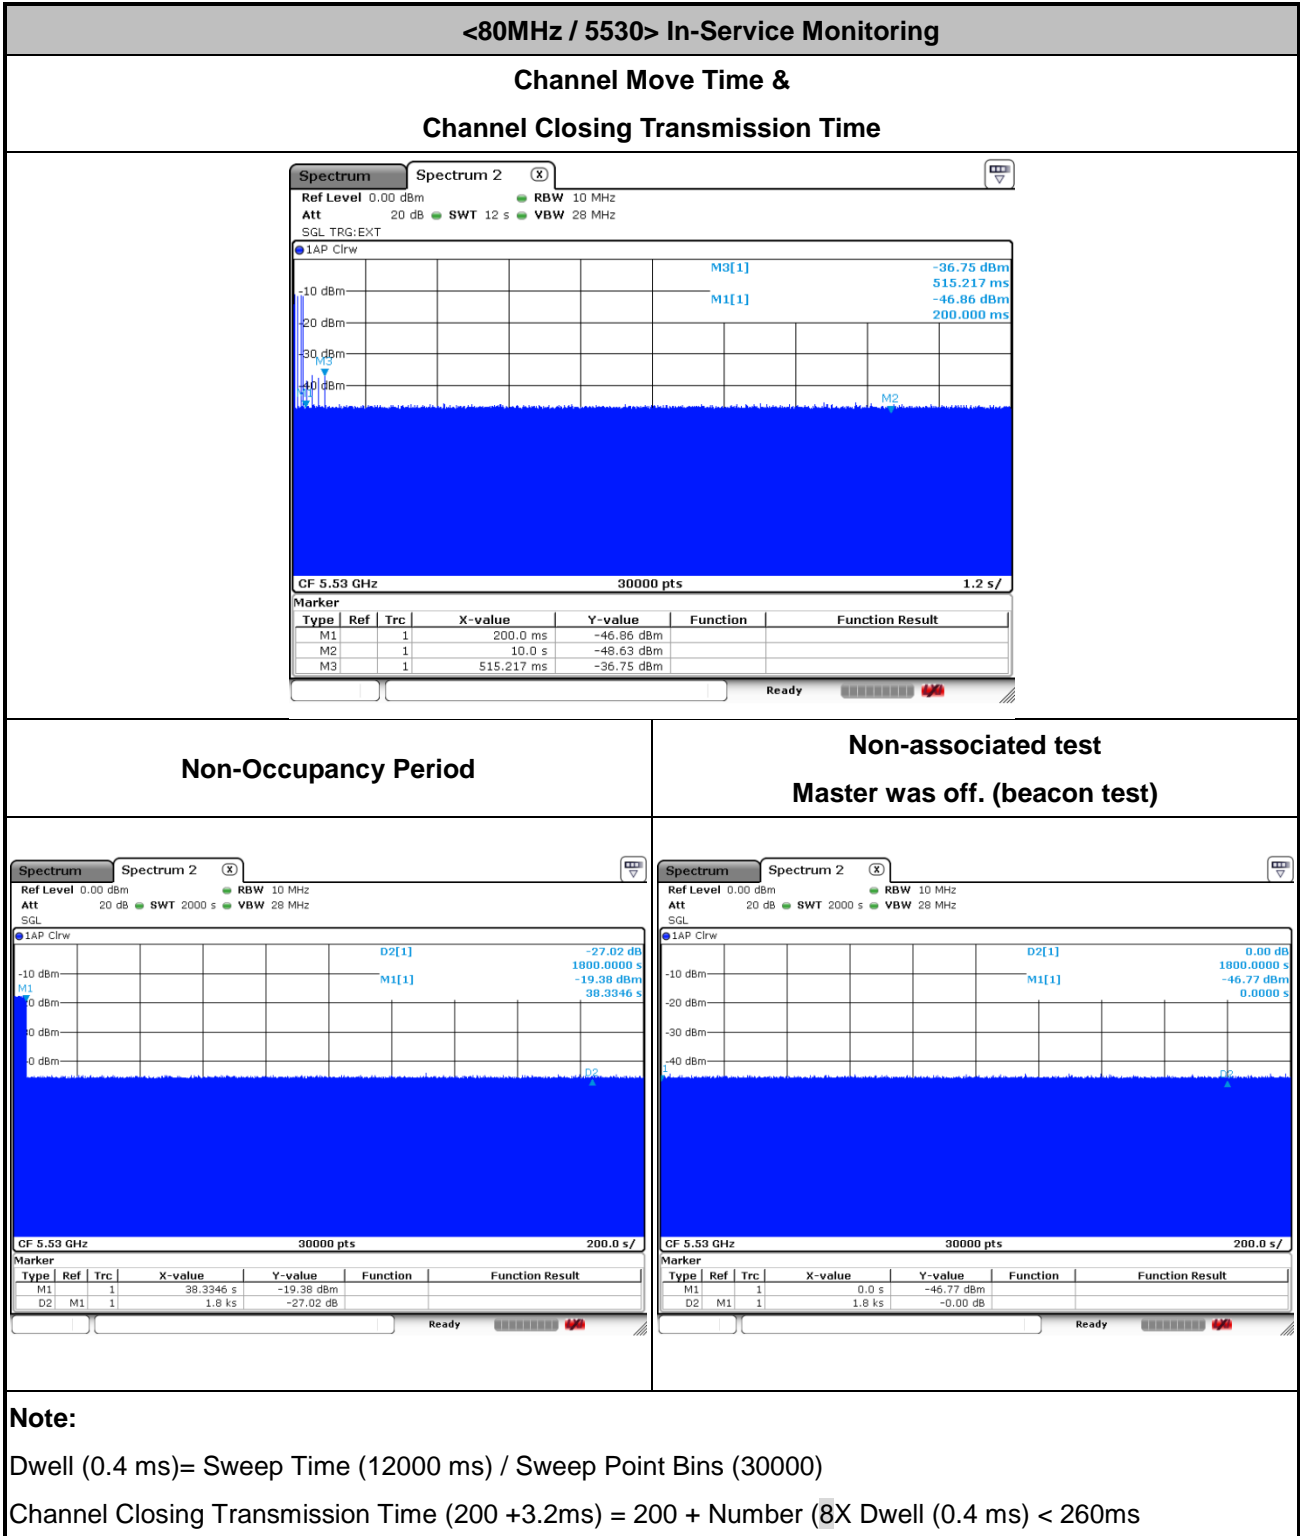 <80MHz / 5530> In-Service Monitoring
Channel Move Time &
Channel Closing Transmission Time
Spectrum Spectrum 2 X
Ref Level 0.00 dBm RBW 10 MHz
Att 20 dB SWT 12 s VBW 28 MHz
SGL TRG:EXT
1AP Clrw
M3[1] -36.75 dBm
515.217 ms
-10 dBm M1[1] -46.86 dBm
200.000 ms
-20 dBm
-30 dBm
M3
-40 dBm
M2
CF 5.53 GHz 30000 pts 1.2 s/
Marker
Type Ref Trc X-value Y-value Function Function Result
M1 1 200.0 ms -46.86 dBm
M2 1 10.0 s -48.63 dBm
M3 1 515.217 ms -36.75 dBm
Ready
Non-Occupancy Period
Spectrum Spectrum 2 X
Ref Level 0.00 dBm RBW 10 MHz
Att 20 dB SWT 2000 s VBW 28 MHz
SGL
1AP Clrw
D2[1] -27.02 dB
1800.0000 s
-10 dBm M1[1] -19.38 dBm
M1 38.3346 s
0 dBm
0 dBm
-0 dBm
D2
CF 5.53 GHz 30000 pts 200.0 s/
Marker
Type Ref Trc X-value Y-value Function Function Result
M1 1 38.3346 s -19.38 dBm
D2 M1 1 1.8 ks -27.02 dB
Ready
Non-associated test
Master was off. (beacon test)
Spectrum Spectrum 2 X
Ref Level 0.00 dBm RBW 10 MHz
Att 20 dB SWT 2000 s VBW 28 MHz
SGL
1AP Clrw
D2[1] 0.00 dB
1800.0000 s
-10 dBm M1[1] -46.77 dBm
0.0000 s
-20 dBm
-30 dBm
-40 dBm
1
D2
CF 5.53 GHz 30000 pts 200.0 s/
Marker
Type Ref Trc X-value Y-value Function Function Result
M1 1 0.0 s -46.77 dBm
D2 M1 1 1.8 ks -0.00 dB
Ready
Note:
Dwell (0.4 ms)= Sweep Time (12000 ms) / Sweep Point Bins (30000)
Channel Closing Transmission Time (200 +3.2ms) = 200 + Number (8X Dwell (0.4 ms) < 260ms